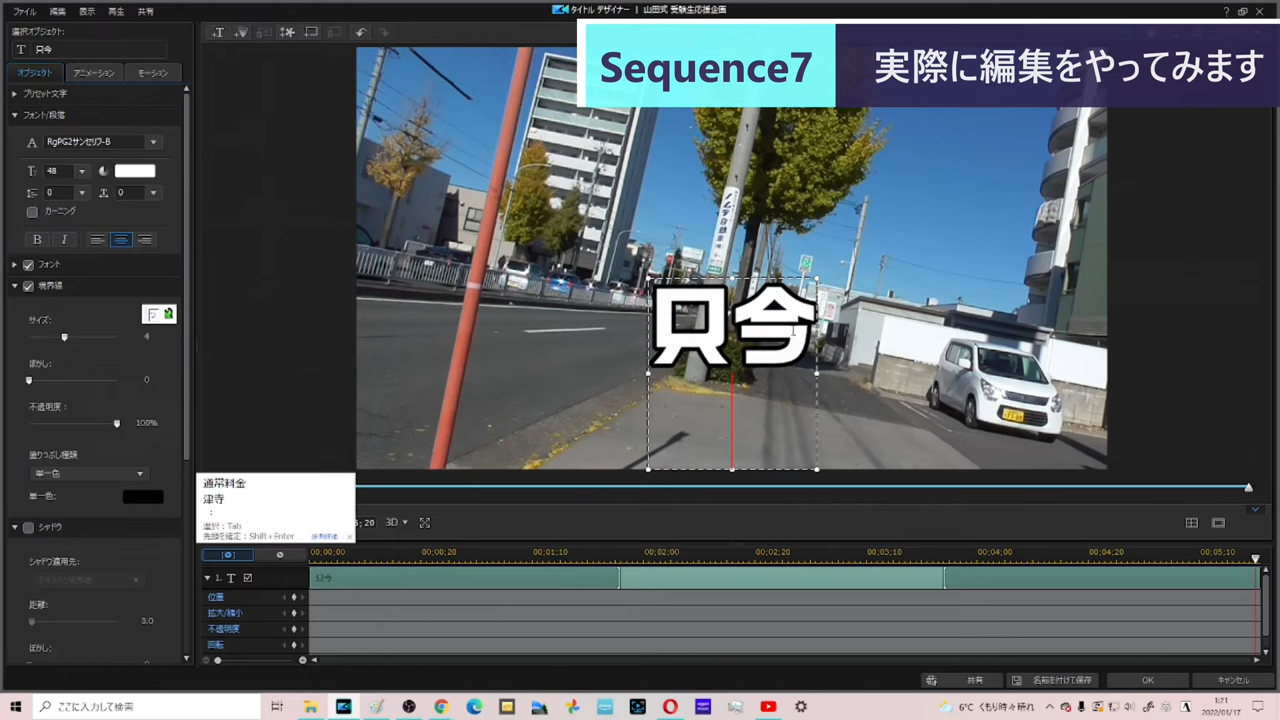 ファイル 編集 表示 再生 共有
タイトル デザイナー | 山田式 受験生応援企画
Sequence7 実際に編集をやってみます
選択オブジェクト:
T 只今
オブジェクト アニメーション モーション
プリセット文字
フォント/段落
A RgPG2サンセリフ-B
48
0 0
カーニング
B I
フォント
境界線
サイズ:
4
ぼかし:
0
不透明度:
100%
塗りつぶし種類
単一色
単一色:
シャドウ
シャドウ適用先:
距離:
3.0
ぼかし:
只今
通常料金
津寺
:
選択:Tab
先頭を確定:Shift+Enter
3D
00;00;00 00;00;20 00;01;10 00;02;00 00;02;20 00;03;10 00;04;00 00;04;20 00;05;10
1. T 只今
位置
拡大/縮小
不透明度
回転
共有 名前を付けて保存 OK キャンセル
ここに入力して検索
6℃ くもり時々晴れ
A
1:21
2022/01/17